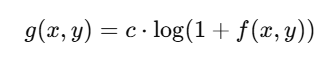 g(x, y) = c · log(1 + f(x, y))